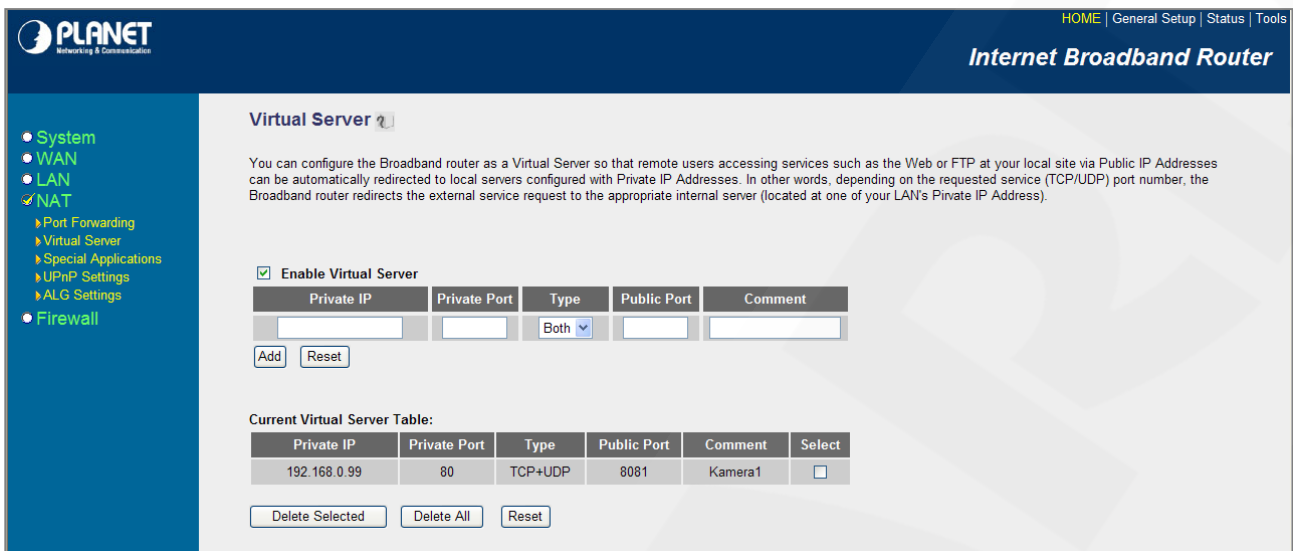 PLANET
Networking & Communication
HOME | General Setup | Status | Tools
Internet Broadband Router
System
WAN
LAN
NAT
Port Forwarding
Virtual Server
Special Applications
UPnP Settings
ALG Settings
Firewall
Virtual Server
You can configure the Broadband router as a Virtual Server so that remote users accessing services such as the Web or FTP at your local site via Public IP Addresses
can be automatically redirected to local servers configured with Private IP Addresses. In other words, depending on the requested service (TCP/UDP) port number, the
Broadband router redirects the external service request to the appropriate internal server (located at one of your LAN's Pirvate IP Address).
Enable Virtual Server
Private IP Private Port Type Public Port Comment
Both
Add Reset
Current Virtual Server Table:
Private IP Private Port Type Public Port Comment Select
192.168.0.99 80 TCP+UDP 8081 Kamera1
Delete Selected Delete All Reset